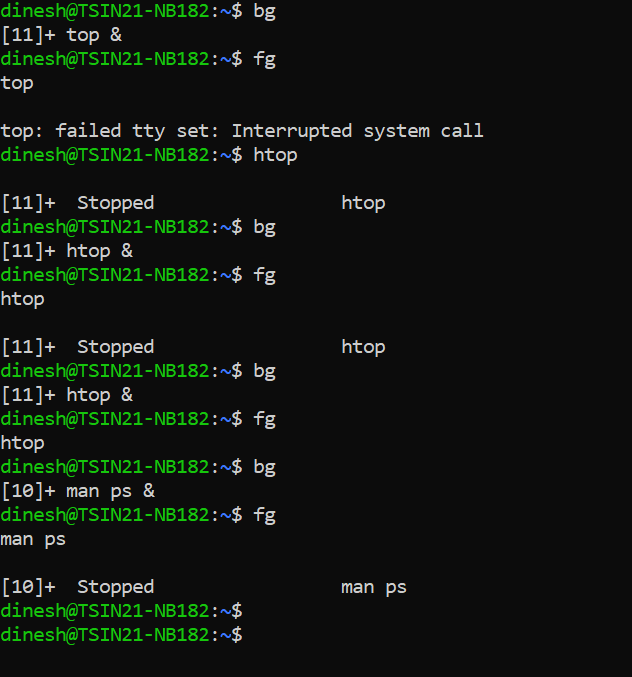 dinesh@TSIN21-NB182:~$ bg
[11]+ top &
dinesh@TSIN21-NB182:~$ fg
top
top: failed tty set: Interrupted system call
dinesh@TSIN21-NB182:~$ htop
[11]+  Stopped                 htop
dinesh@TSIN21-NB182:~$ bg
[11]+ htop &
dinesh@TSIN21-NB182:~$ fg
htop
[11]+  Stopped                 htop
dinesh@TSIN21-NB182:~$ bg
[11]+ htop &
dinesh@TSIN21-NB182:~$ fg
htop
dinesh@TSIN21-NB182:~$ bg
[10]+ man ps &
dinesh@TSIN21-NB182:~$ fg
man ps
[10]+  Stopped                 man ps
dinesh@TSIN21-NB182:~$
dinesh@TSIN21-NB182:~$